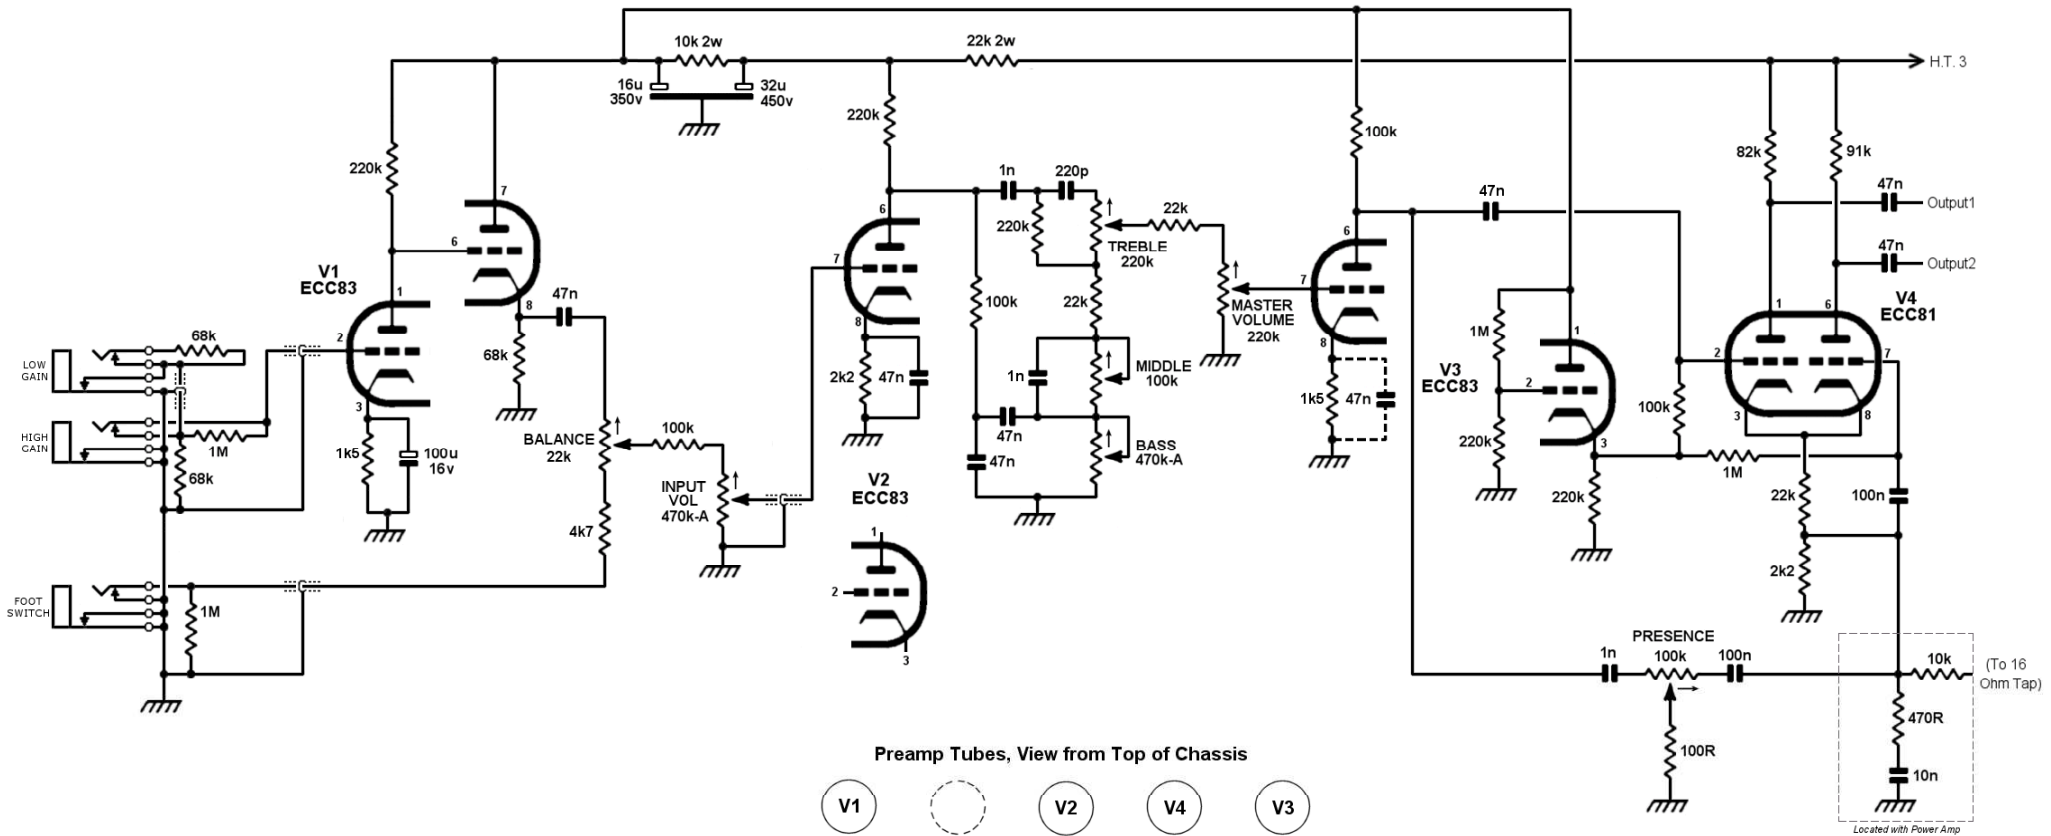 10k 2w
22k 2w
16u
350v
32u
450v
H.T. 3
220k
7
220k
100k
82k
91k
6
V1
ECC83
1
2
3
8
47n
68k
68k
LOW
GAIN
HIGH
GAIN
1M
68k
1k5
100u
16v
BALANCE
22k
4k7
100k
INPUT
VOL
470k-A
FOOT
SWITCH
1M
6
7
8
2k2
47n
V2
ECC83
1
2
3
1n
220p
220k
TREBLE
220k
22k
100k
22k
MIDDLE
100k
1n
47n
BASS
470k-A
47n
MASTER
VOLUME
220k
6
7
8
1k5
47n
47n
1M
V3
ECC83
1
2
3
220k
220k
100k
1M
47n
Output1
47n
Output2
V4
ECC81
1
6
2
7
3
8
22k
100n
2k2
PRESENCE
1n
100k
100n
100R
10k
(To 16
Ohm Tap)
470R
10n
Located with Power Amp
Preamp Tubes, View from Top of Chassis
V1
V2
V4
V3